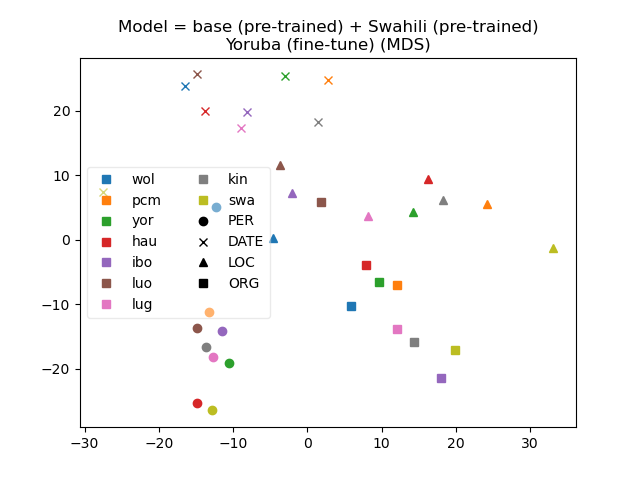 Model = base (pre-trained) + Swahili (pre-trained)
Yoruba (fine-tune) (MDS)
20
10
0
−10
−20
−30
−20
−10
0
10
20
30
wol
pcm
yor
hau
ibo
luo
lug
kin
swa
PER
DATE
LOC
ORG